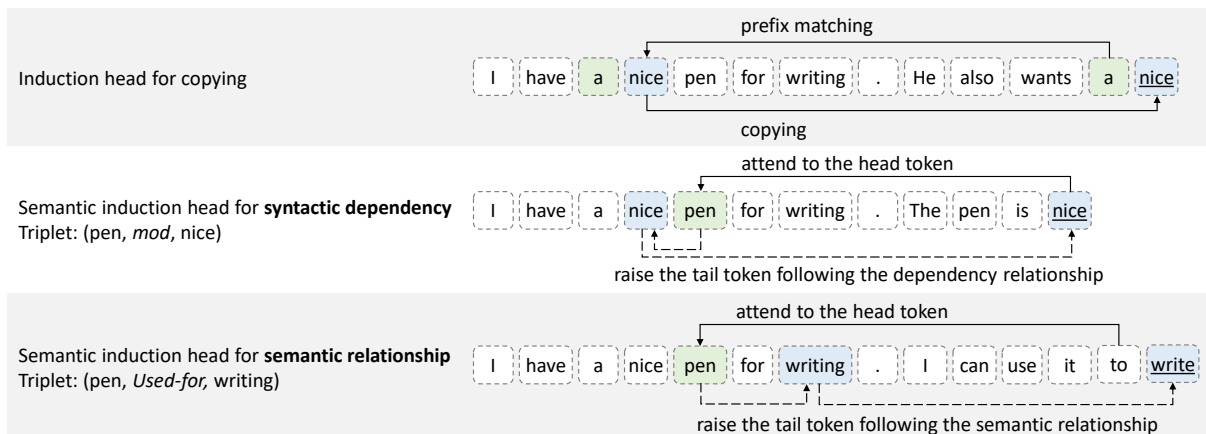 prefix matching
Induction head for copying
I have a nice pen for writing . He also wants a nice
copying
attend to the head token
Semantic induction head for syntactic dependency
Triplet: (pen, mod, nice)
I have a nice pen for writing . The pen is nice
raise the tail token following the dependency relationship
attend to the head token
Semantic induction head for semantic relationship
Triplet: (pen, Used-for, writing)
I have a nice pen for writing . I can use it to write
raise the tail token following the semantic relationship